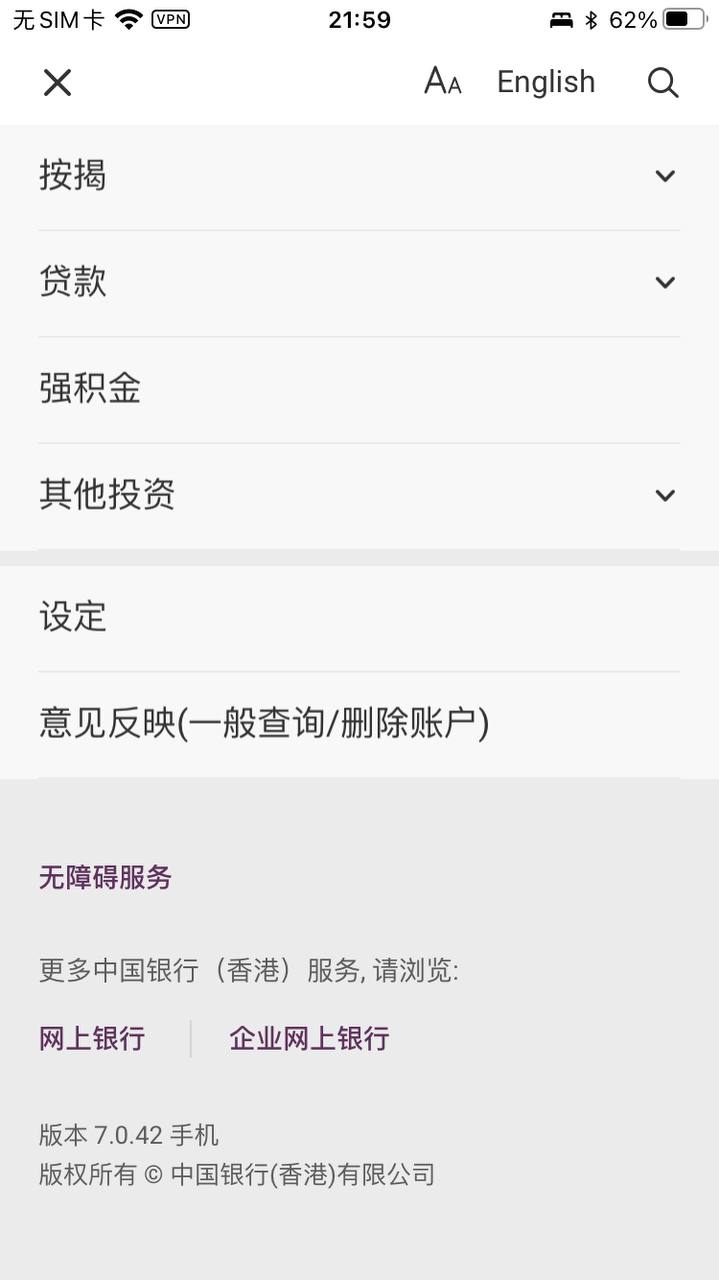 无SIM卡 VPN 21:59 62%
AA English
按揭
贷款
强积金
其他投资
设定
意见反映(一般查询/删除账户)
无障碍服务
更多中国银行（香港）服务, 请浏览:
网上银行 企业网上银行
版本 7.0.42 手机
版权所有 © 中国银行(香港)有限公司